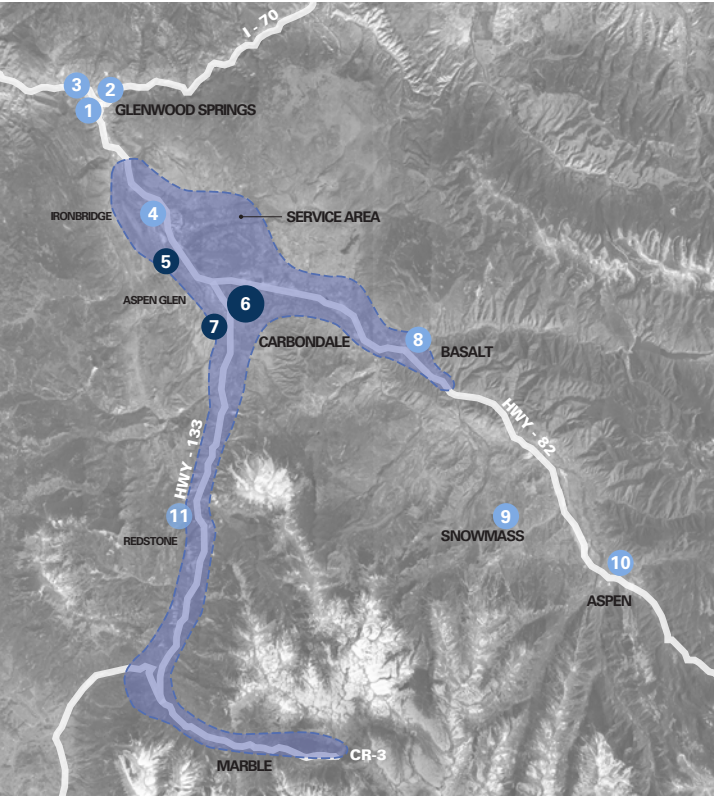 I - 70
3
2
1
GLENWOOD SPRINGS
IRONBRIDGE
4
SERVICE AREA
5
ASPEN GLEN
6
7
CARBONDALE
8
BASALT
HWY - 82
HWY - 133
11
REDSTONE
9
SNOWMASS
10
ASPEN
CR-3
MARBLE